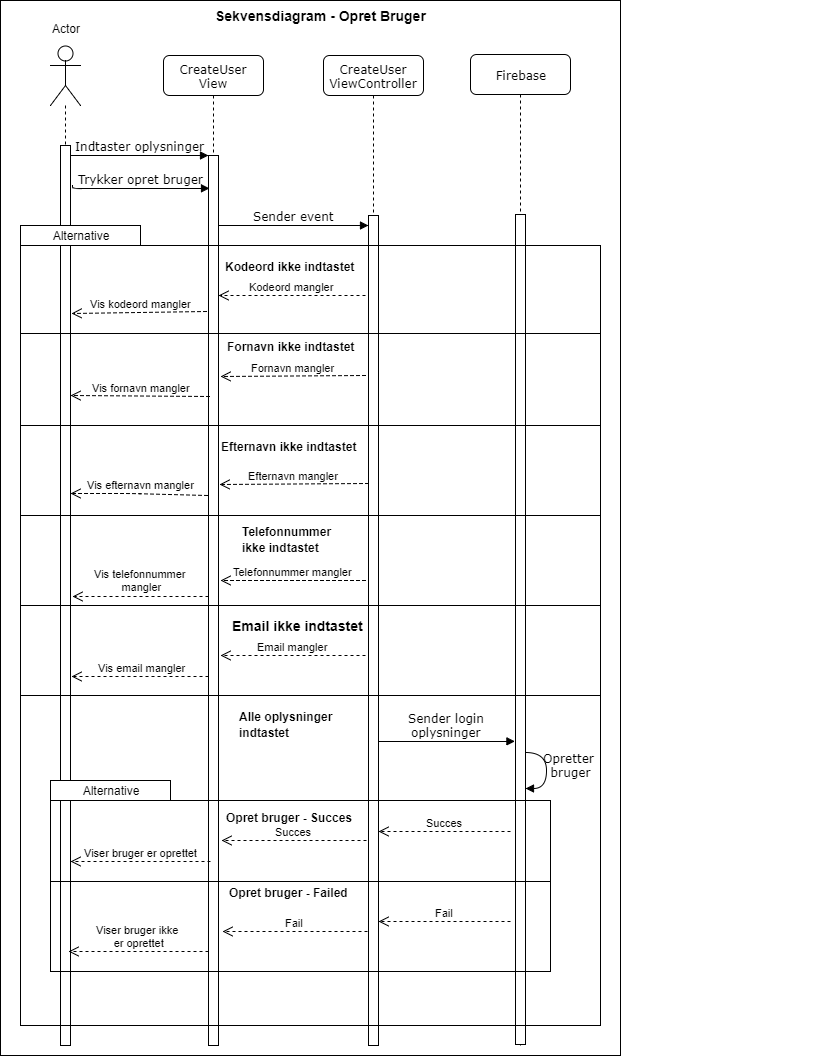 Sekvensdiagram - Opret Bruger
Actor
CreateUser
View
CreateUser
ViewController
Firebase
Indtaster oplysninger
Trykker opret bruger
Sender event
Alternative
Kodeord ikke indtastet
Kodeord mangler
Vis kodeord mangler
Fornavn ikke indtastet
Fornavn mangler
Vis fornavn mangler
Efternavn ikke indtastet
Efternavn mangler
Vis efternavn mangler
Telefonnummer
ikke indtastet
Telefonnummer mangler
Vis telefonnummer
mangler
Email ikke indtastet
Email mangler
Vis email mangler
Alle oplysninger
indtastet
Sender login
oplysninger
Opretter
bruger
Alternative
Opret bruger - Succes
Succes
Succes
Viser bruger er oprettet
Opret bruger - Failed
Fail
Fail
Viser bruger ikke
er oprettet